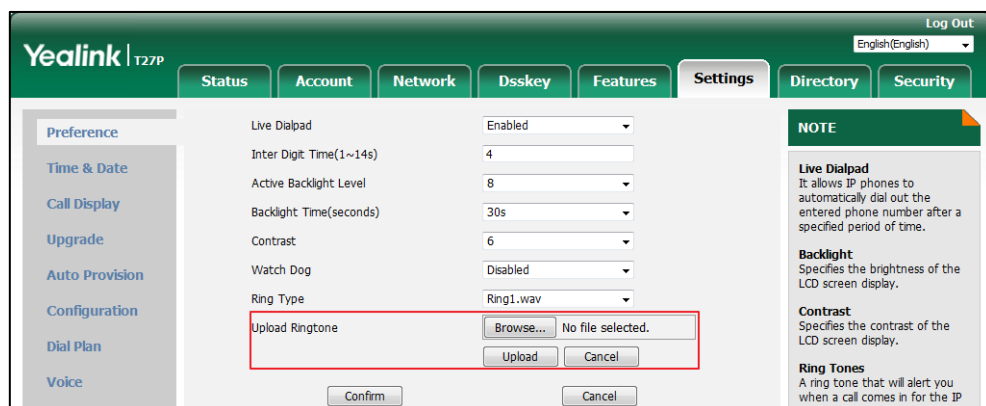 Log Out
Yealink T27P
English(English)
Status Account Network Dsskey Features Settings Directory Security
Preference
Time & Date
Call Display
Upgrade
Auto Provision
Configuration
Dial Plan
Voice
Live Dialpad Enabled
Inter Digit Time(1~14s) 4
Active Backlight Level 8
Backlight Time(seconds) 30s
Contrast 6
Watch Dog Disabled
Ring Type Ring1.wav
Upload Ringtone Browse... No file selected.
Upload Cancel
Confirm Cancel
NOTE
Live Dialpad
It allows IP phones to
automatically dial out the
entered phone number after a
specified period of time.
Backlight
Specifies the brightness of the
LCD screen display.
Contrast
Specifies the contrast of the
LCD screen display.
Ring Tones
A ring tone that will alert you
when a call comes in for the IP